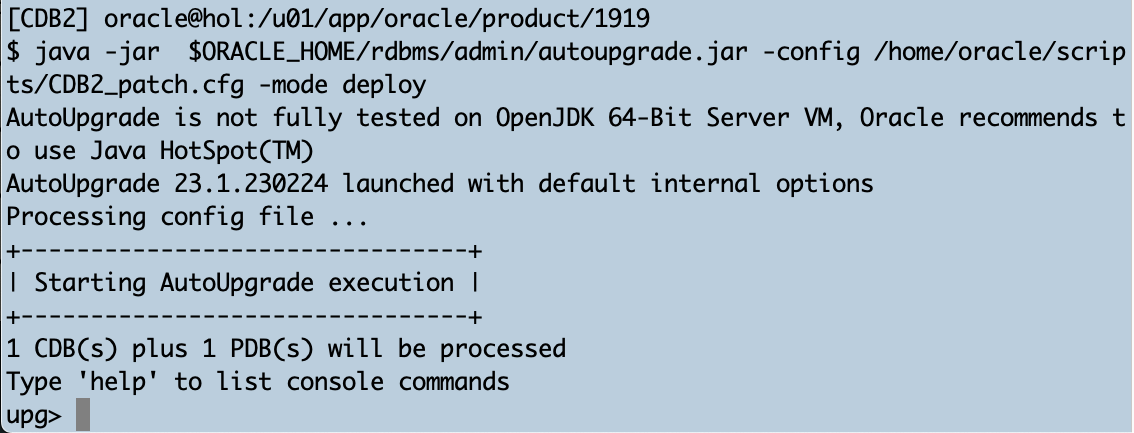 [CDB2] oracle@hol:/u01/app/oracle/product/1919
$ java -jar  $ORACLE_HOME/rdbms/admin/autoupgrade.jar -config /home/oracle/scrip
ts/CDB2_patch.cfg -mode deploy
AutoUpgrade is not fully tested on OpenJDK 64-Bit Server VM, Oracle recommends t
o use Java HotSpot(TM)
AutoUpgrade 23.1.230224 launched with default internal options
Processing config file ...
+--------------------------------+
| Starting AutoUpgrade execution |
+--------------------------------+
1 CDB(s) plus 1 PDB(s) will be processed
Type 'help' to list console commands
upg>